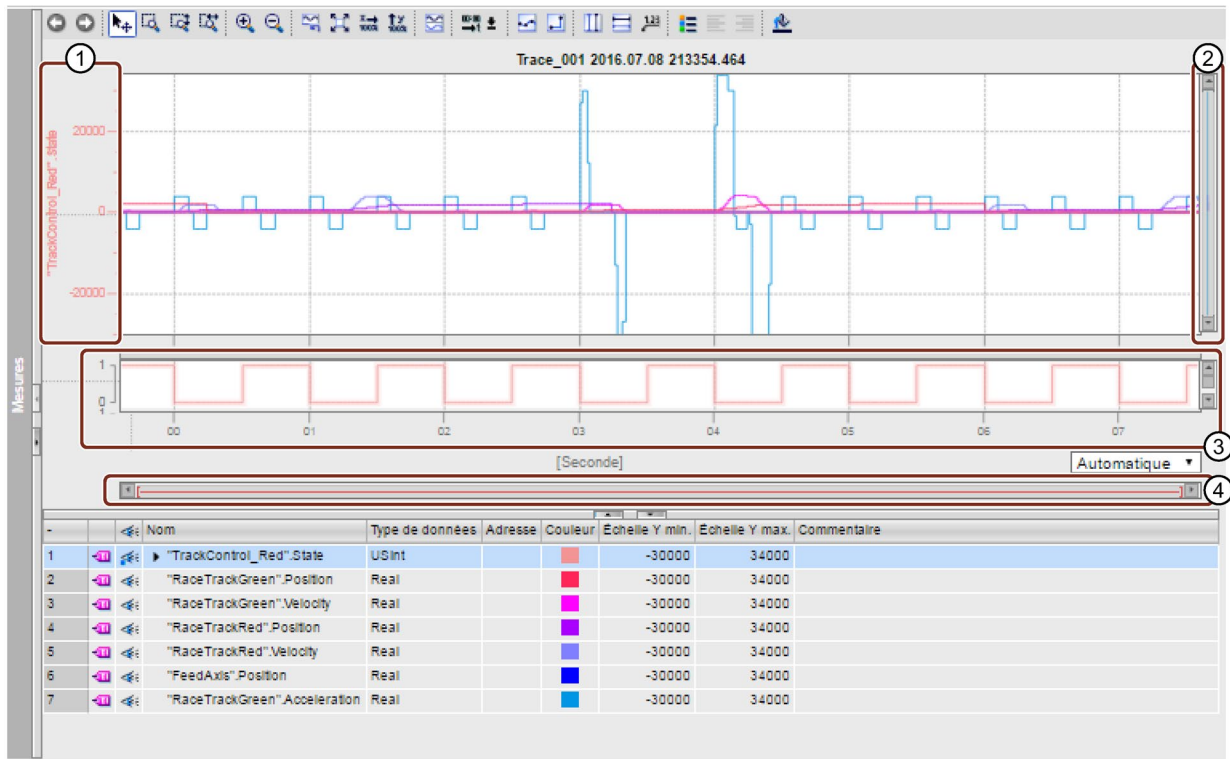 100%
100%
123
1
2
Trace_001 2016.07.08 213354.464
20000
0
-20000
"TrackControl_Red".State
Mesures
1
0
1 ..
00
01
02
03
04
05
06
07
3
[Seconde]
Automatique
4
- Nom Type de données Adresse Couleur Échelle Y min. Échelle Y max. Commentaire
1 "TrackControl_Red".State USInt -30000 34000
2 "RaceTrackGreen".Position Real -30000 34000
3 "RaceTrackGreen".Velocity Real -30000 34000
4 "RaceTrackRed".Position Real -30000 34000
5 "RaceTrackRed".Velocity Real -30000 34000
6 "FeedAxis".Position Real -30000 34000
7 "RaceTrackGreen".Acceleration Real -30000 34000